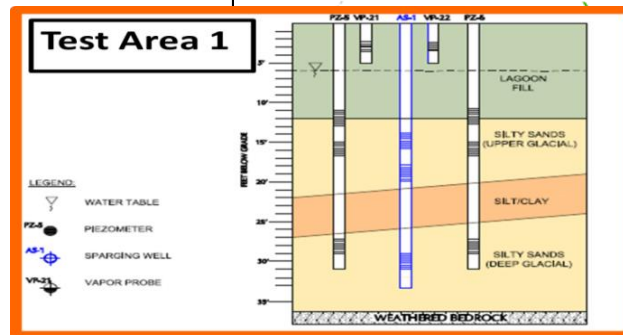 Test Area 1
PZ-5 VP-21 AS-1 VP-22 PZ-6
5'
10'
15'
20'
25'
30'
35'
FEET BELOW GRADE
LAGOON
FILL
SILTY SANDS
(UPPER GLACIAL)
SILT/CLAY
SILTY SANDS
(DEEP GLACIAL)
WEATHERED BEDROCK
LEGEND:
WATER TABLE
PZ-5
PIEZOMETER
AS-1
SPARGING WELL
VP-21
VAPOR PROBE